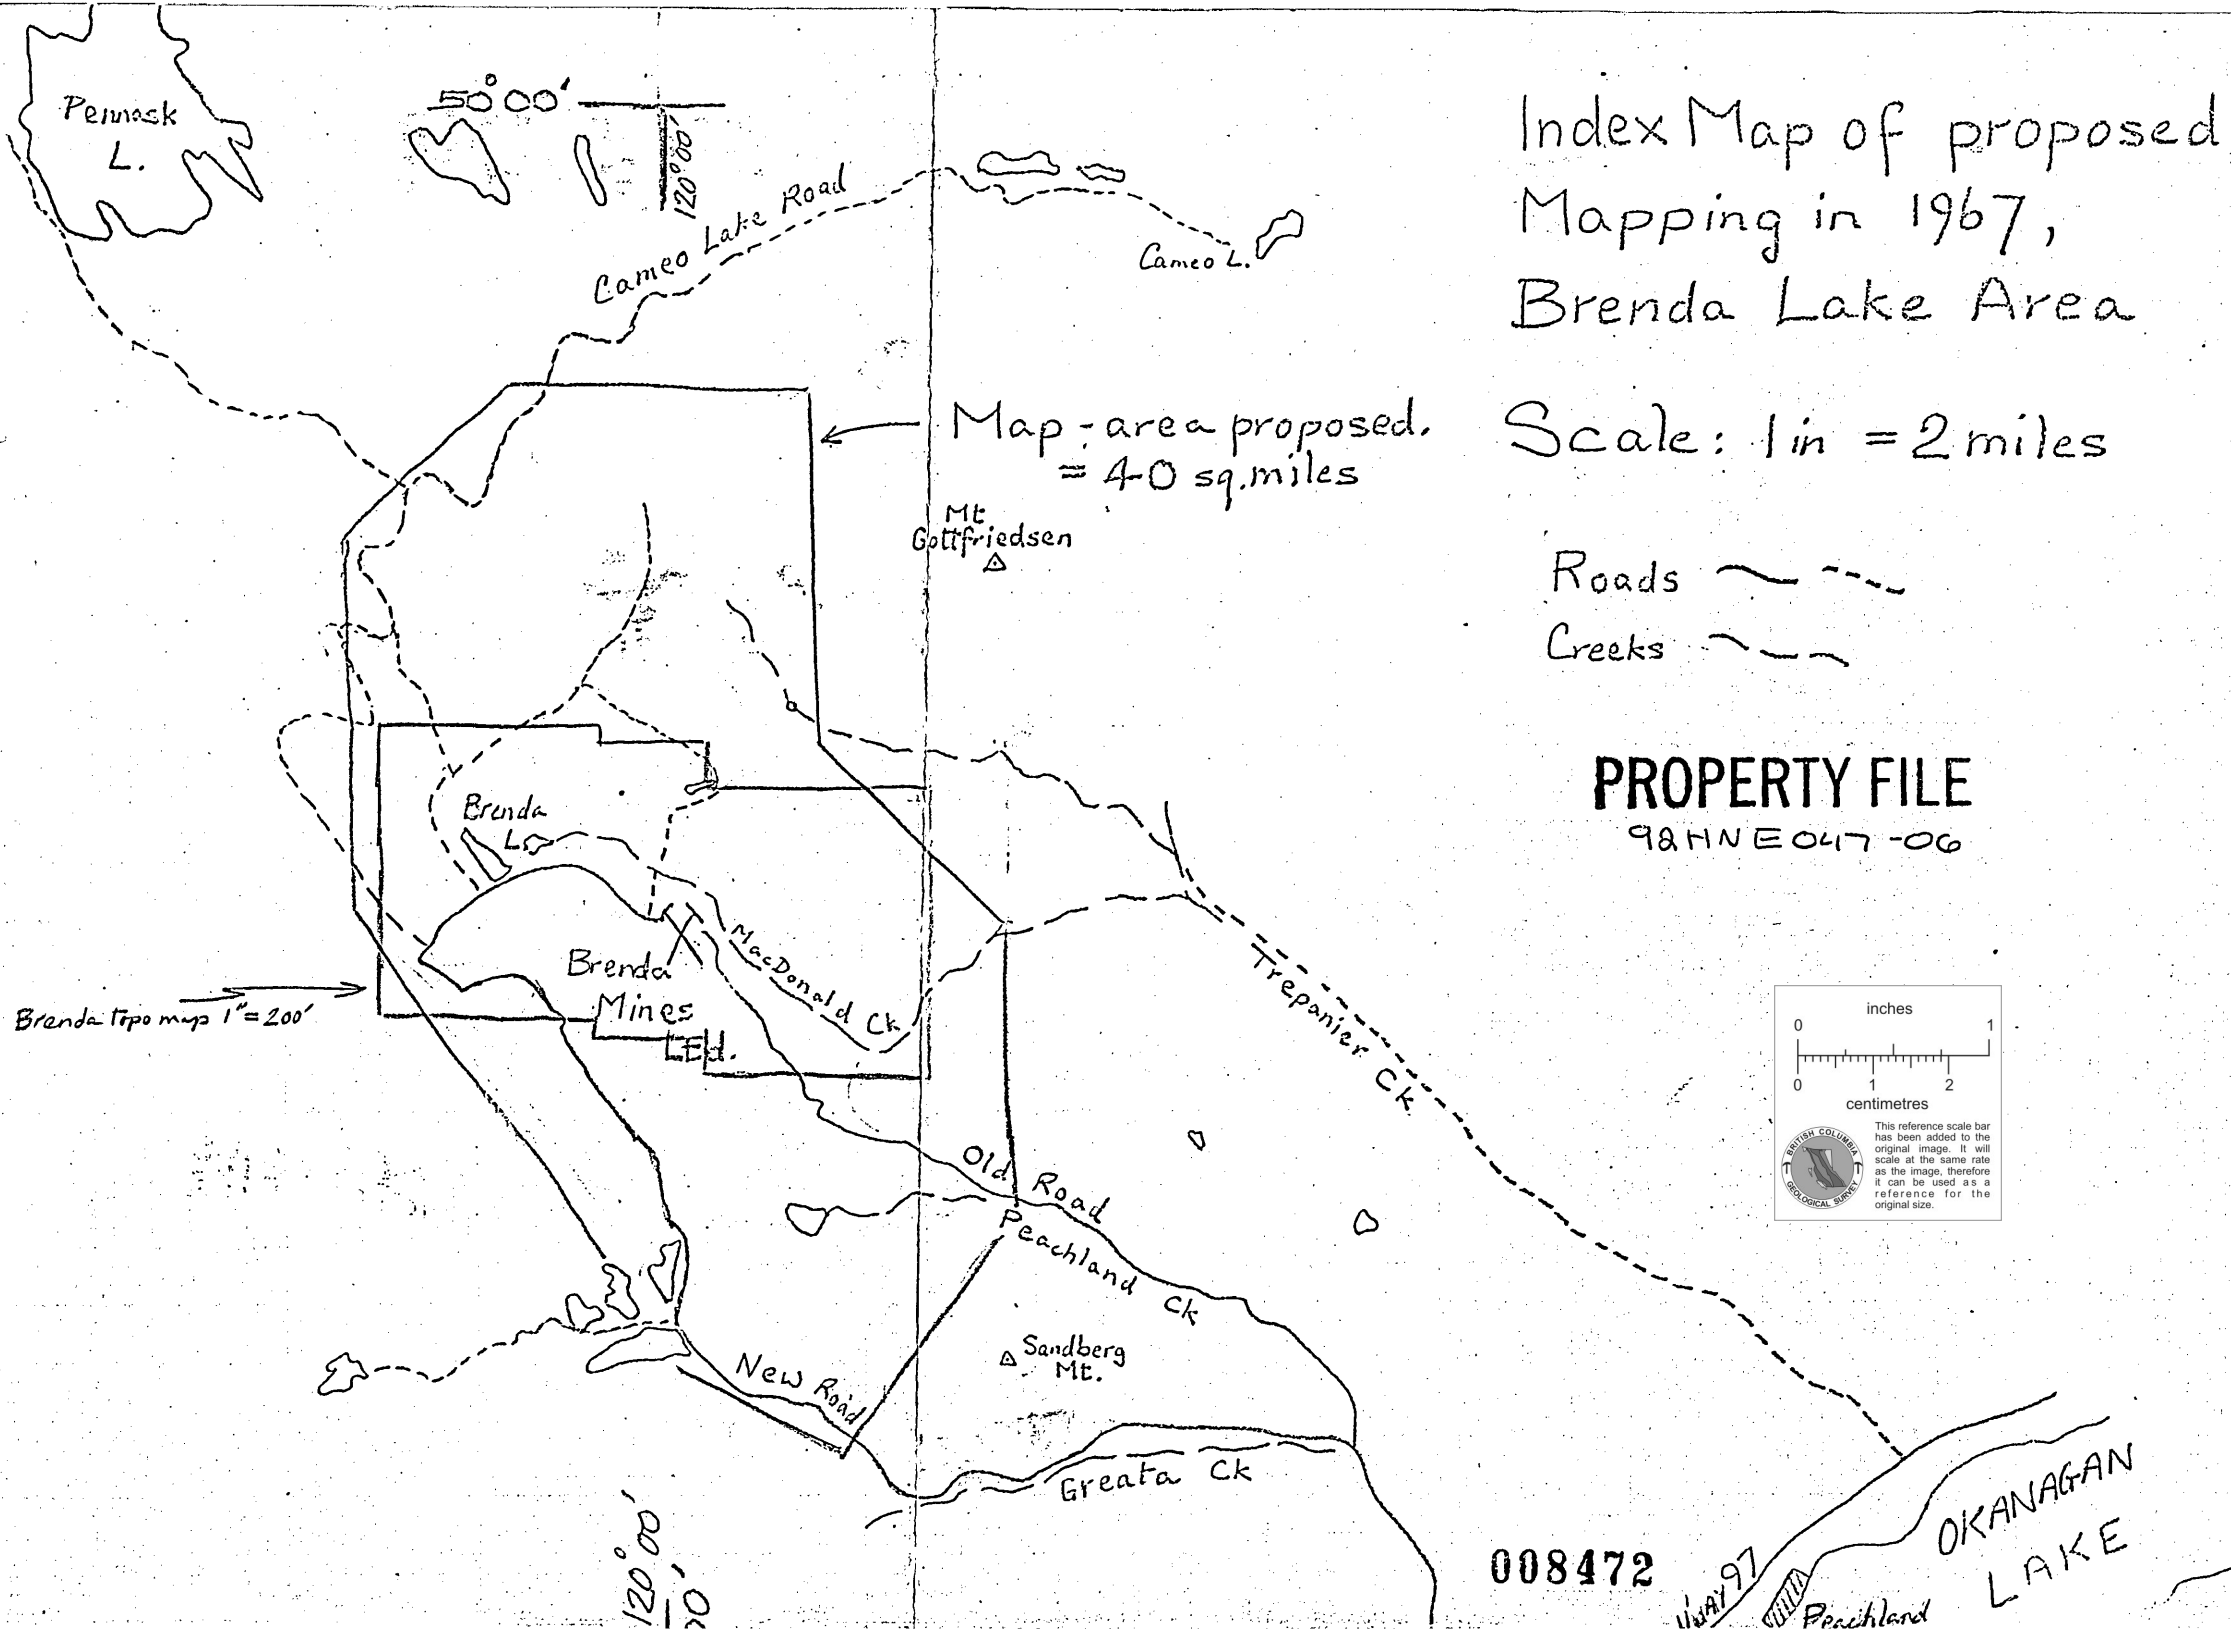 Pennask
L.
50°00'
120°00'
Cameo Lake Road
Cameo L.
Index Map of proposed
Mapping in 1967,
Brenda Lake Area
Scale: 1 in = 2 miles
Map-area proposed.
= 40 sq. miles
Mt
Gottfriedsen
Roads
Creeks
PROPERTY FILE
92HNE047-06
Brenda
L.
Brenda
Mines
Ltd.
MacDonald Ck
Brenda topo map 1"=200'
Trepanier Ck.
inches
0 1
0 1 2
centimetres
This reference scale bar
has been added to the
original image. It will
scale at the same rate
as the image, therefore
it can be used as a
reference for the
original size.
BRITISH COLUMBIA
GEOLOGICAL SURVEY
Old Road
Peachland Ck
Sandberg
Mt.
New Road
Greata Ck
120°00'
008472
OKANAGAN
LAKE
Peachland